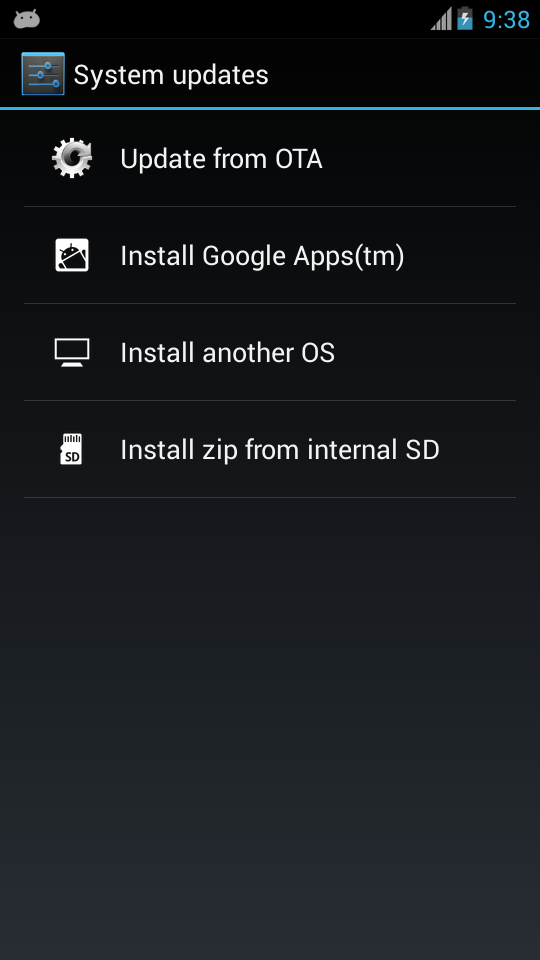 9:38
System updates
Update from OTA
Install Google Apps(tm)
Install another OS
SD
Install zip from internal SD